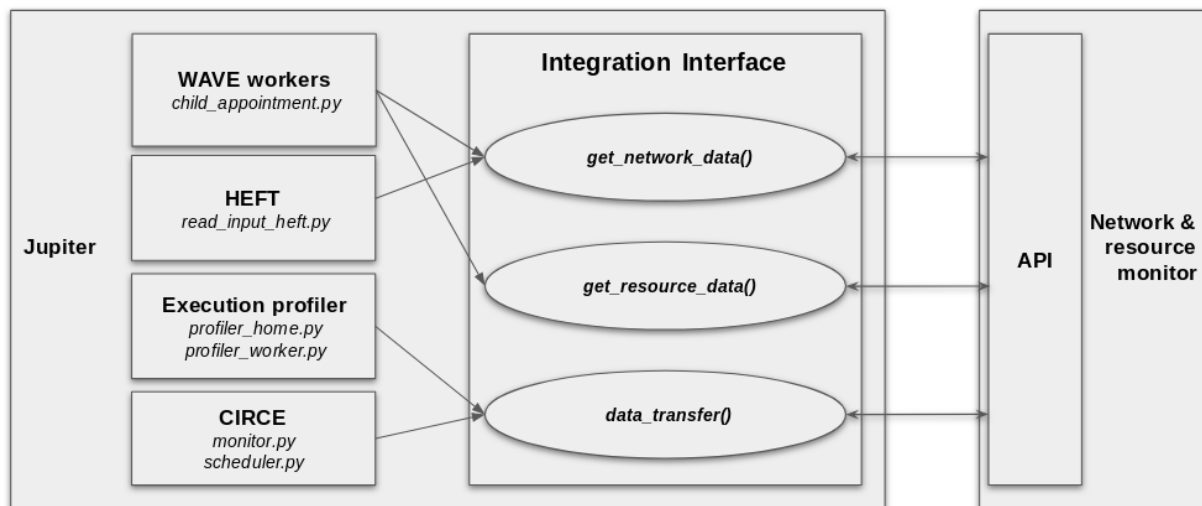 Jupiter
WAVE workers
child_appointment.py
HEFT
read_input_heft.py
Execution profiler
profiler_home.py
profiler_worker.py
CIRCE
monitor.py
scheduler.py
Integration Interface
get_network_data()
get_resource_data()
data_transfer()
API
Network &
resource
monitor